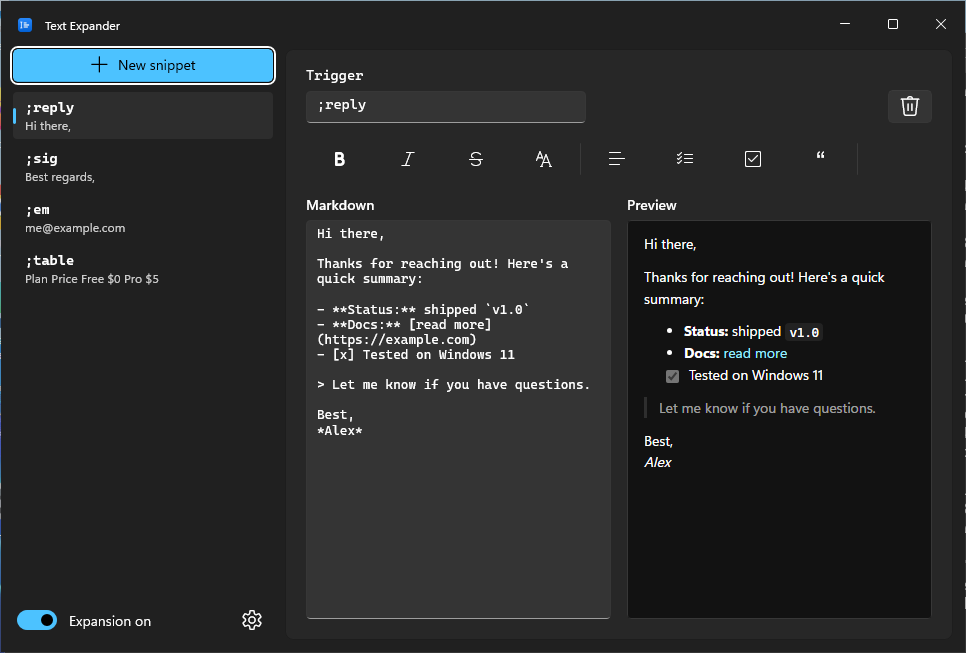 Text Expander
New snippet
;reply
Hi there,
;sig
Best regards,
;em
me@example.com
;table
Plan Price Free $0 Pro $5
Expansion on
Trigger
;reply
B I S AA “
Markdown
Hi there,
Thanks for reaching out! Here's a
quick summary:
- **Status:** shipped `v1.0`
- **Docs:** [read more]
(https://example.com)
- [x] Tested on Windows 11
> Let me know if you have questions.
Best,
*Alex*
Preview
Hi there,
Thanks for reaching out! Here's a quick
summary:
• Status: shipped v1.0
• Docs: read more
Tested on Windows 11
Let me know if you have questions.
Best,
Alex